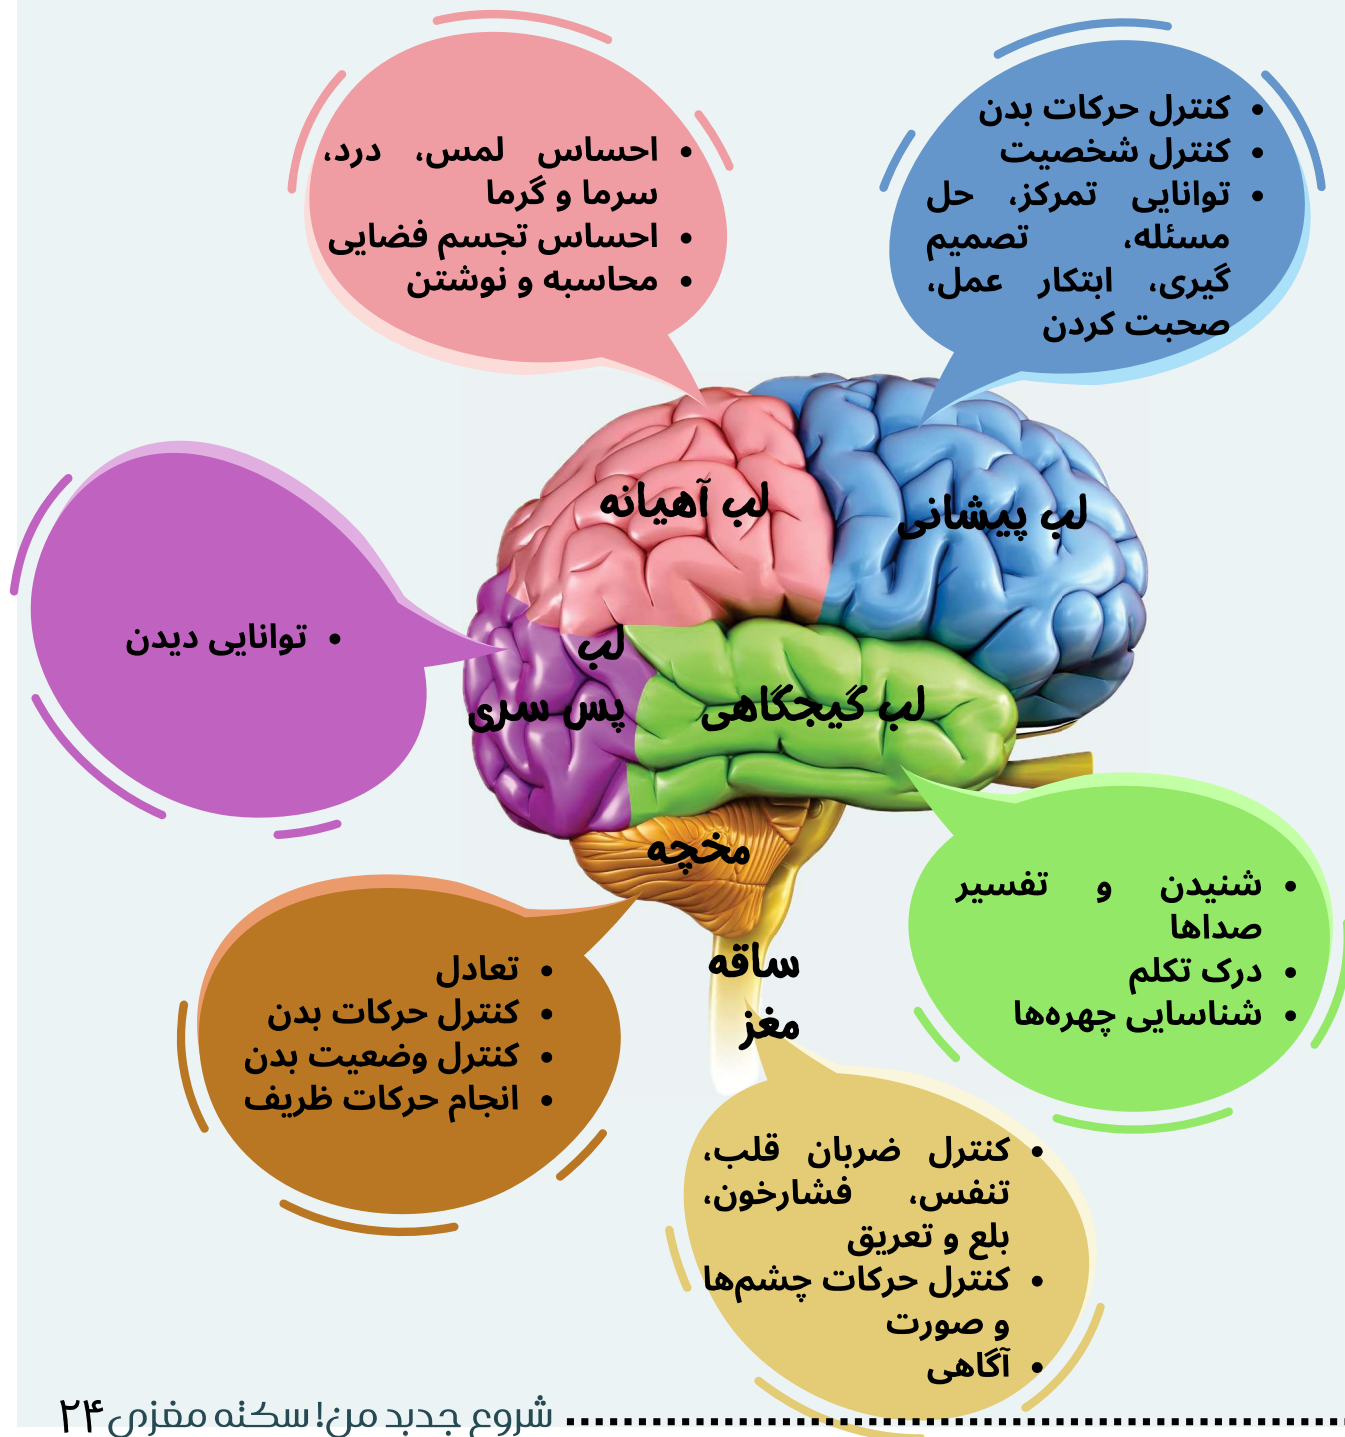 • کنترل حرکات بدن
• کنترل شخصیت
• توانایی تمرکز، حل
مسئله، تصمیم
گیری، ابتکار عمل،
صحبت کردن
• احساس لمس، درد،
سرما و گرما
• احساس تجسم فضایی
• محاسبه و نوشتن
لب پیشانی
لب آهیانه
• توانایی دیدن
لب
پس سری
لب گیجگاهی
مخچه
• شنیدن و تفسیر
صداها
• درک تکلم
• شناسایی چهره‌ها
ساقه
مغز
• تعادل
• کنترل حرکات بدن
• کنترل وضعیت بدن
• انجام حرکات ظریف
• کنترل ضربان قلب،
تنفس، فشارخون،
بلع و تعریق
• کنترل حرکات چشم‌ها
و صورت
• آگاهی
شروع جدید من! سکته مغزی ۲۴